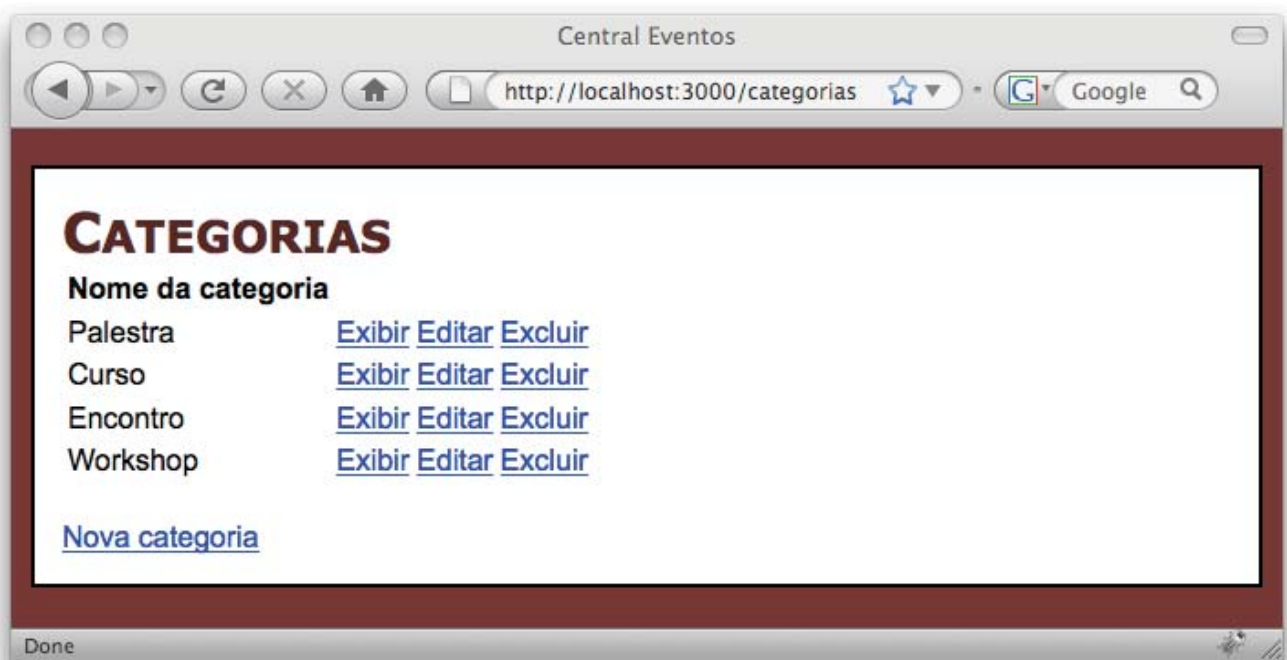 Central Eventos
http://localhost:3000/categorias
Google
CATEGORIAS
Nome da categoria
Palestra Exibir Editar Excluir
Curso Exibir Editar Excluir
Encontro Exibir Editar Excluir
Workshop Exibir Editar Excluir
Nova categoria
Done